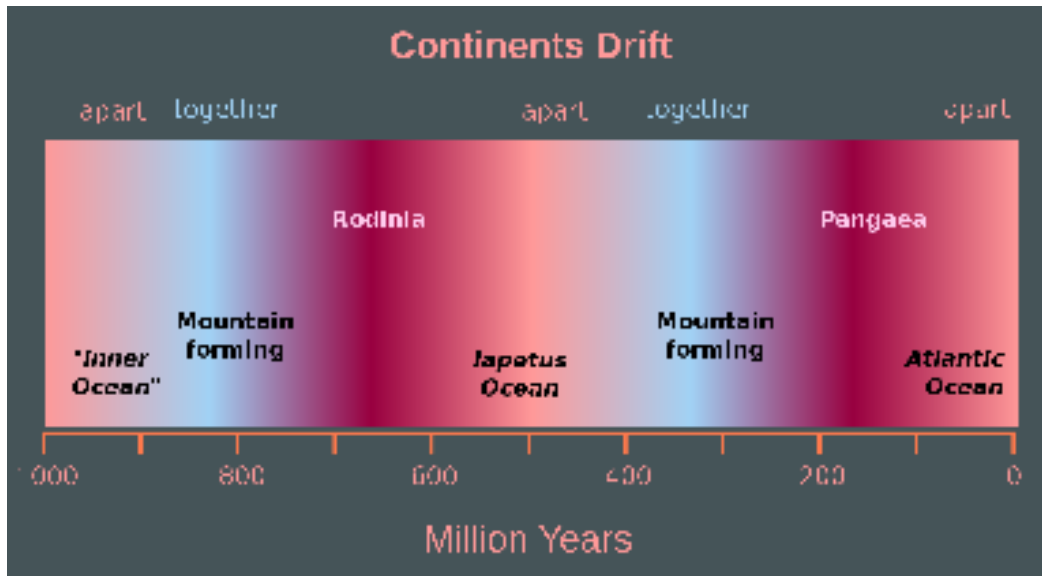 Continents Drift
apart together apart together apart
Rodinia Pangaea
Mountain Mountain
forming forming
"Inner Iapetus Atlantic
Ocean" Ocean Ocean
1000 800 600 400 200 0
Million Years